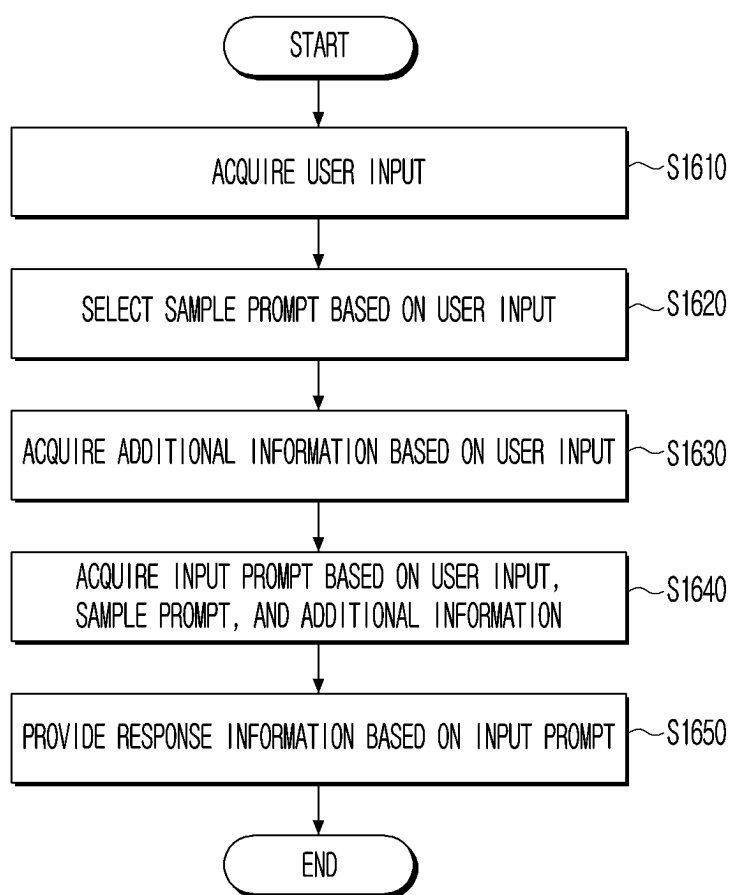 START
ACQUIRE USER INPUT
S1610
SELECT SAMPLE PROMPT BASED ON USER INPUT
S1620
ACQUIRE ADDITIONAL INFORMATION BASED ON USER INPUT
S1630
ACQUIRE INPUT PROMPT BASED ON USER INPUT,
SAMPLE PROMPT, AND ADDITIONAL INFORMATION
S1640
PROVIDE RESPONSE INFORMATION BASED ON INPUT PROMPT
S1650
END